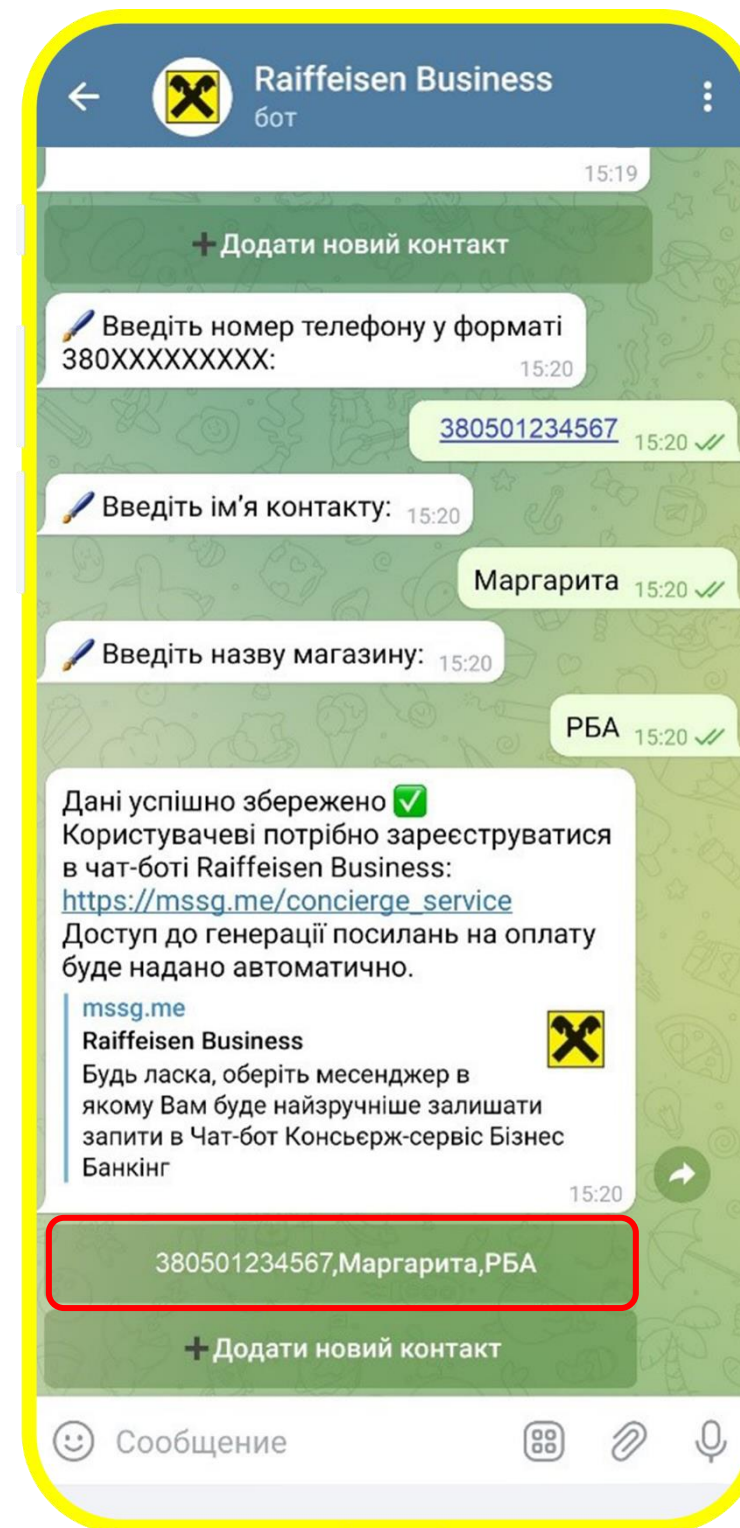 Raiffeisen Business
бот
15:19
➕Додати новий контакт
🖌️ Введіть номер телефону у форматі
380XXXXXXXXX:
15:20
380501234567 15:20
🖌️ Введіть ім’я контакту: 15:20
Маргарита 15:20
🖌️ Введіть назву магазину: 15:20
РБА 15:20
Дані успішно збережено ✅
Користувачеві потрібно зареєструватися
в чат-боті Raiffeisen Business:
https://mssg.me/concierge_service
Доступ до генерації посилань на оплату
буде надано автоматично.
mssg.me
Raiffeisen Business
Будь ласка, оберіть месенджер в
якому Вам буде найзручніше залишати
запити в Чат-бот Консьєрж-сервіс Бізнес
Банкінг
15:20
380501234567,Маргарита,РБА
➕Додати новий контакт
Сообщение